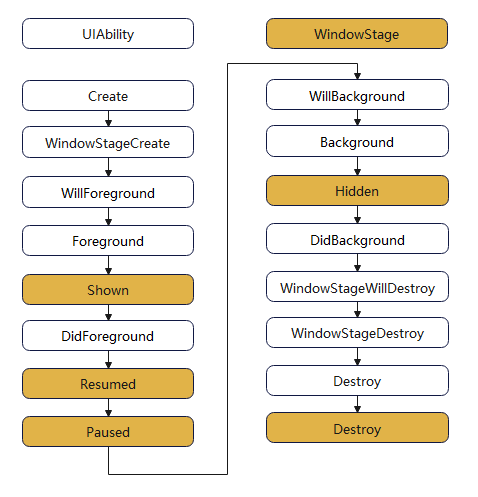 UIAbility
WindowStage
Create
WindowStageCreate
WillForeground
Foreground
Shown
DidForeground
Resumed
Paused
WillBackground
Background
Hidden
DidBackground
WindowStageWillDestroy
WindowStageDestroy
Destroy
Destroy